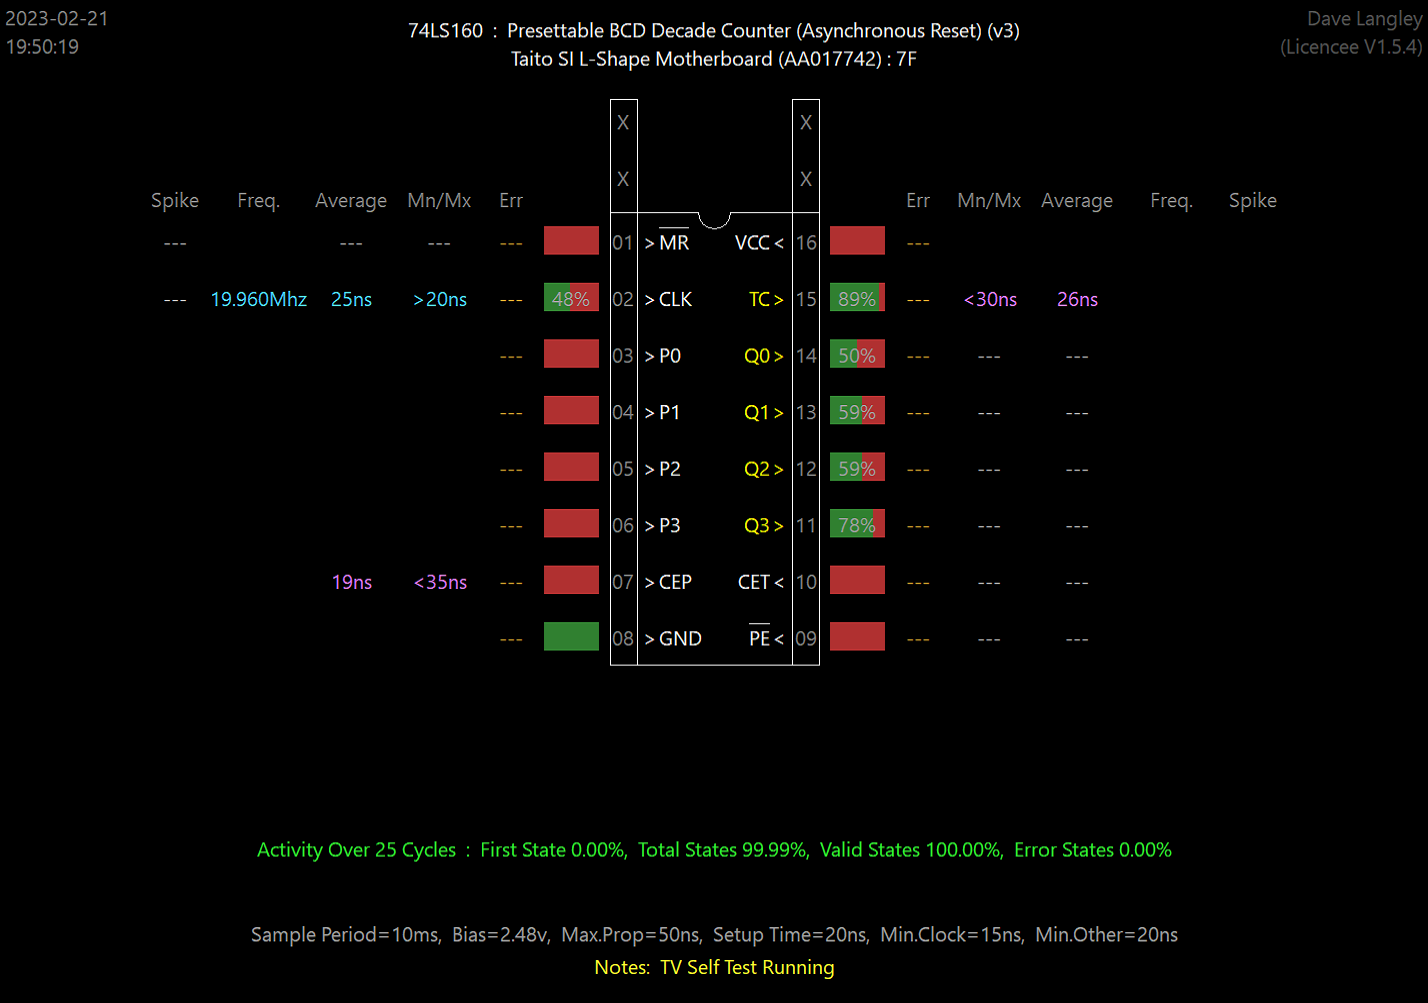 2023-02-21
19:50:19
74LS160 : Presettable BCD Decade Counter (Asynchronous Reset) (v3)
Taito SI L-Shape Motherboard (AA017742) : 7F
Dave Langley
(Licencee V1.5.4)
X X
X X
Spike Freq. Average Mn/Mx Err Err Mn/Mx Average Freq. Spike
--- --- --- --- 01 > MR VCC < 16 ---
--- 19.960Mhz 25ns >20ns --- 48% 02 > CLK TC > 15 89% --- <30ns 26ns
--- 03 > P0 Q0 > 14 50% --- --- ---
--- 04 > P1 Q1 > 13 59% --- --- ---
--- 05 > P2 Q2 > 12 59% --- --- ---
--- 06 > P3 Q3 > 11 78% --- --- ---
19ns <35ns --- 07 > CEP CET < 10 --- --- ---
--- 08 > GND PE < 09 --- --- ---
Activity Over 25 Cycles : First State 0.00%, Total States 99.99%, Valid States 100.00%, Error States 0.00%
Sample Period=10ms, Bias=2.48v, Max.Prop=50ns, Setup Time=20ns, Min.Clock=15ns, Min.Other=20ns
Notes: TV Self Test Running